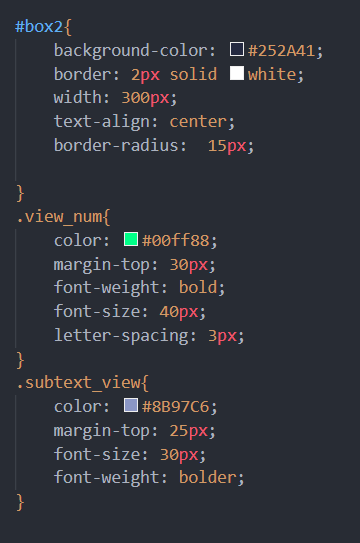 #box2{
    background-color: #252A41;
    border: 2px solid white;
    width: 300px;
    text-align: center;
    border-radius:  15px;

}
.view_num{
    color: #00ff88;
    margin-top: 30px;
    font-weight: bold;
    font-size: 40px;
    letter-spacing: 3px;
}
.subtext_view{
    color: #8B97C6;
    margin-top: 25px;
    font-size: 30px;
    font-weight: bolder;
}